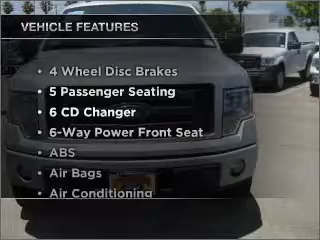 VEHICLE FEATURES
4 Wheel Disc Brakes
5 Passenger Seating
6 CD Changer
6-Way Power Front Seat
ABS
Air Bags
Air Conditioning